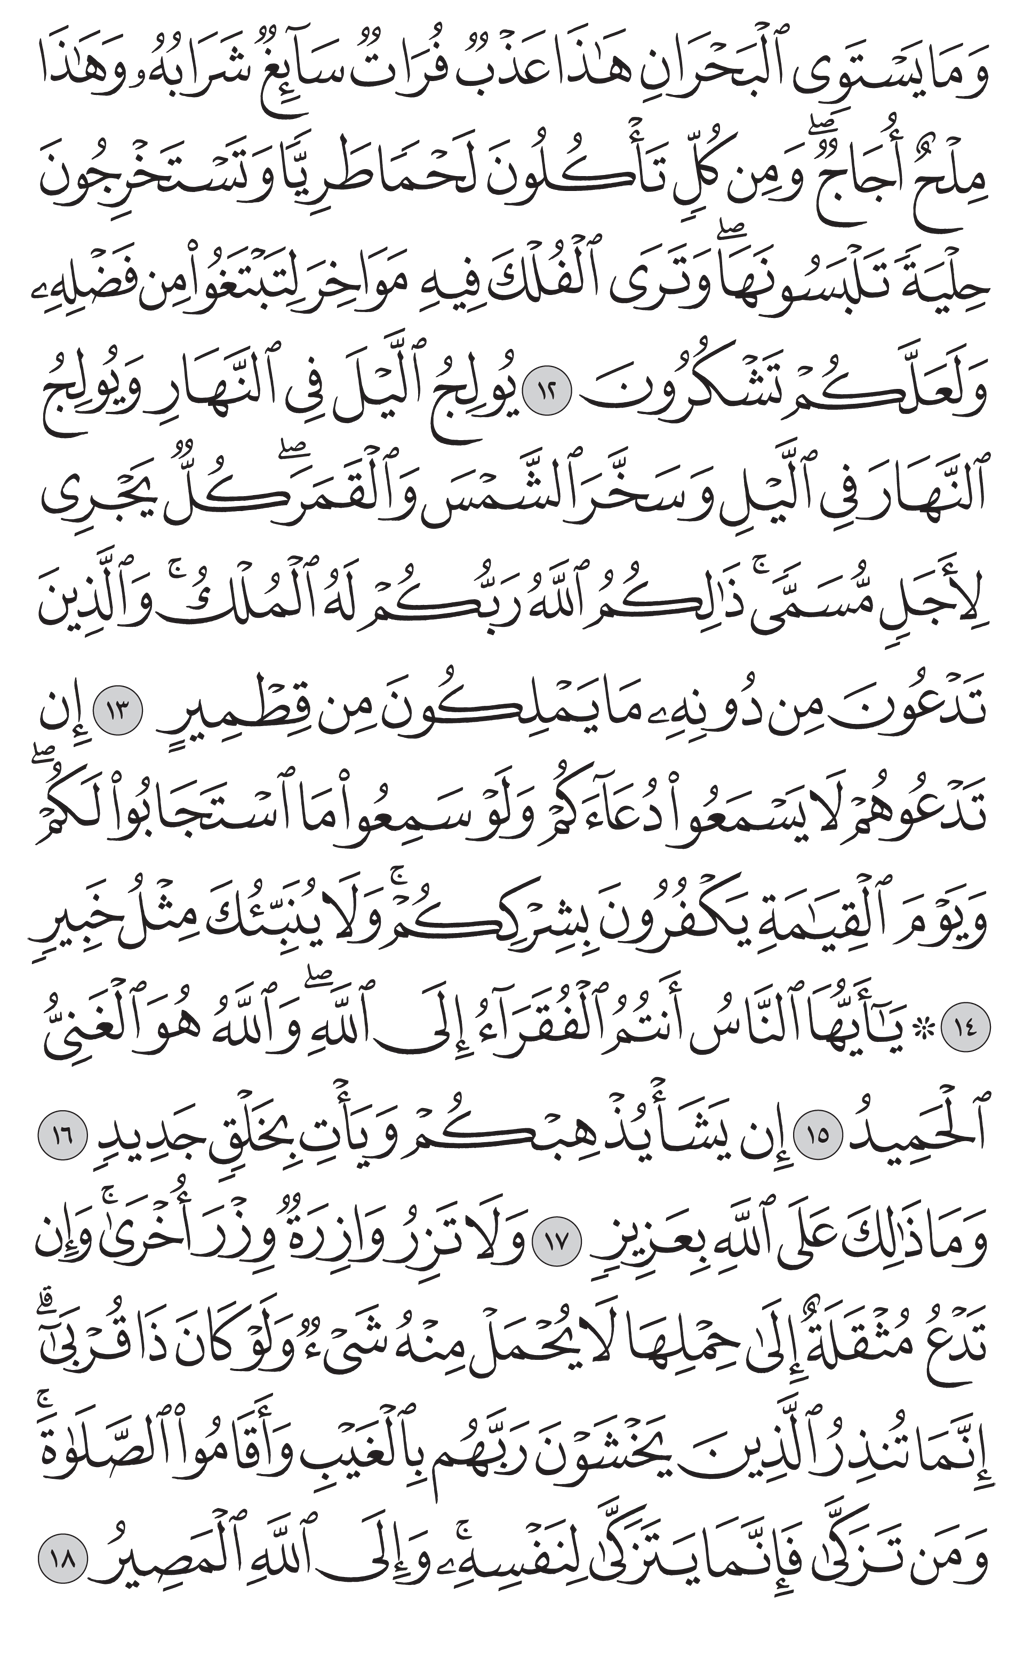 وَمَا يَسۡتَوِي ٱلۡبَحۡرَانِ هَٰذَا عَذۡبٞ فُرَاتٞ سَآئِغٞ شَرَابُهُۥ وَهَٰذَا
مِلۡحٌ أُجَاجٞۖ وَمِن كُلّٖ تَأۡكُلُونَ لَحۡمٗا طَرِيّٗا وَتَسۡتَخۡرِجُونَ
حِلۡيَةٗ تَلۡبَسُونَهَاۖ وَتَرَى ٱلۡفُلۡكَ فِيهِ مَوَاخِرَ لِتَبۡتَغُواْ مِن فَضۡلِهِۦ
وَلَعَلَّكُمۡ تَشۡكُرُونَ ١٢ يُولِجُ ٱلَّيۡلَ فِي ٱلنَّهَارِ وَيُولِجُ
ٱلنَّهَارَ فِي ٱلَّيۡلِ وَسَخَّرَ ٱلشَّمۡسَ وَٱلۡقَمَرَۖ كُلّٞ يَجۡرِي
لِأَجَلٖ مُّسَمّٗىۚ ذَٰلِكُمُ ٱللَّهُ رَبُّكُمۡ لَهُ ٱلۡمُلۡكُۚ وَٱلَّذِينَ
تَدۡعُونَ مِن دُونِهِۦ مَا يَمۡلِكُونَ مِن قِطۡمِيرٍ ١٣ إِن
تَدۡعُوهُمۡ لَا يَسۡمَعُواْ دُعَآءَكُمۡ وَلَوۡ سَمِعُواْ مَا ٱسۡتَجَابُواْ لَكُمۡۖ
وَيَوۡمَ ٱلۡقِيَٰمَةِ يَكۡفُرُونَ بِشِرۡكِكُمۡۚ وَلَا يُنَبِّئُكَ مِثۡلُ خَبِيرٖ
١٤ ۞ يَٰٓأَيُّهَا ٱلنَّاسُ أَنتُمُ ٱلۡفُقَرَآءُ إِلَى ٱللَّهِۖ وَٱللَّهُ هُوَ ٱلۡغَنِيُّ
ٱلۡحَمِيدُ ١٥ إِن يَشَأۡ يُذۡهِبۡكُمۡ وَيَأۡتِ بِخَلۡقٖ جَدِيدٖ ١٦
وَمَا ذَٰلِكَ عَلَى ٱللَّهِ بِعَزِيزٖ ١٧ وَلَا تَزِرُ وَازِرَةٞ وِزۡرَ أُخۡرَىٰۚ وَإِن
تَدۡعُ مُثۡقَلَةٌ إِلَىٰ حِمۡلِهَا لَا يُحۡمَلۡ مِنۡهُ شَيۡءٞ وَلَوۡ كَانَ ذَا قُرۡبَىٰٓۗ
إِنَّمَا تُنذِرُ ٱلَّذِينَ يَخۡشَوۡنَ رَبَّهُم بِٱلۡغَيۡبِ وَأَقَامُواْ ٱلصَّلَوٰةَۚ
وَمَن تَزَكَّىٰ فَإِنَّمَا يَتَزَكَّىٰ لِنَفۡسِهِۦۚ وَإِلَى ٱللَّهِ ٱلۡمَصِيرُ ١٨